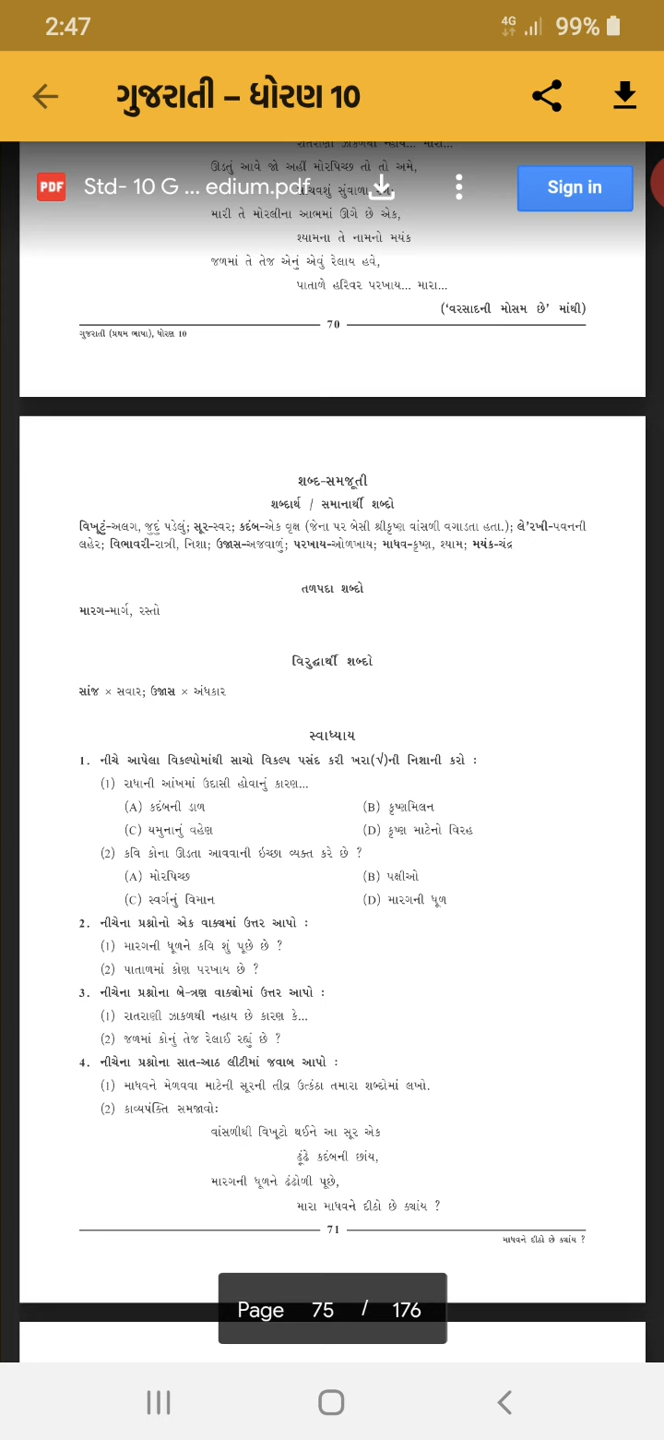 2:47
4G 99%
ગુજરાતી – ધોરણ 10
રાતરાણી ઝાકળથી ન્હાય... મારા...
ઊડતું આવે જો અહીં મોરપિચ્છ તો તો અમે,
PDF Std- 10 G ... edium.pdf Sign in
સુંવાળા
મારી તે મોરલીના આભમાં ઊગે છે એક,
શ્યામના તે નામનો મયંક
જળમાં તે તેજ એનું એવું રેલાય હવે,
પાતાળે હરિવર પરખાય... મારા...
('વરસાદની મોસમ છે' માંથી)
70
ગુજરાતી (પ્રથમ ભાષા), ધોરણ 10
શબ્દ-સમજૂતી
શબ્દાર્થ / સમાનાર્થી શબ્દો
વિખૂટું-અલગ, જુદું પડેલું; સૂર-સ્વર; કદંબ-એક વૃક્ષ (જેના પર બેસી શ્રીકૃષ્ણ વાંસળી વગાડતા હતા.); લે'રખી-પવનની
લહેર; વિભાવરી-રાત્રી, નિશા; ઉજાસ-અજવાળું; પરખાય-ઓળખાય; માધવ-કૃષ્ણ, શ્યામ; મયંક-ચંદ્ર
તળપદા શબ્દો
મારગ-માર્ગ, રસ્તો
વિરુદ્ધાર્થી શબ્દો
સાંજ × સવાર; ઉજાસ × અંધકાર
સ્વાધ્યાય
1. નીચે આપેલા વિકલ્પોમાંથી સાચો વિકલ્પ પસંદ કરી ખરા(√)ની નિશાની કરો :
(1) રાધાની આંખમાં ઉદાસી હોવાનું કારણ...
(A) કદંબની ડાળ (B) કૃષ્ણમિલન
(C) યમુનાનું વહેણ (D) કૃષ્ણ માટેનો વિરહ
(2) કવિ કોના ઊડતા આવવાની ઇચ્છા વ્યક્ત કરે છે ?
(A) મોરપિચ્છ (B) પક્ષીઓ
(C) સ્વર્ગનું વિમાન (D) મારગની ધૂળ
2. નીચેના પ્રશ્નોનો એક વાક્યમાં ઉત્તર આપો :
(1) મારગની ધૂળને કવિ શું પૂછે છે ?
(2) પાતાળમાં કોણ પરખાય છે ?
3. નીચેના પ્રશ્નોના બે-ત્રણ વાક્યોમાં ઉત્તર આપો :
(1) રાતરાણી ઝાકળથી નહાય છે કારણ કે...
(2) જળમાં કોનું તેજ રેલાઈ રહ્યું છે ?
4. નીચેના પ્રશ્નોના સાત-આઠ લીટીમાં જવાબ આપો :
(1) માધવને મેળવવા માટેની સૂરની તીવ્ર ઉત્કંઠા તમારા શબ્દોમાં લખો.
(2) કાવ્યપંક્તિ સમજાવોઃ
વાંસળીથી વિખૂટો થઈને આ સૂર એક
ઢૂંઢે કદંબની છાંય,
મારગની ધૂળને ઢંઢોળી પૂછે,
મારા માધવને દીઠો છે ક્યાંય ?
71
માધવને દીઠો છે ક્યાંય ?
Page 75 / 176